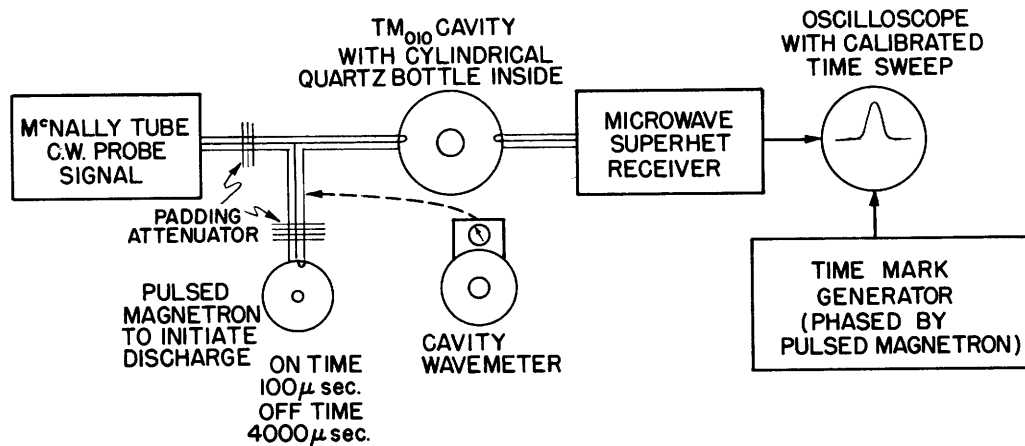 TM010 CAVITY
WITH CYLINDRICAL
QUARTZ BOTTLE INSIDE
OSCILLOSCOPE
WITH CALIBRATED
TIME SWEEP
McNALLY TUBE
C.W. PROBE
SIGNAL
MICROWAVE
SUPERHET
RECEIVER
PADDING
ATTENUATOR
PULSED
MAGNETRON
TO INITIATE
DISCHARGE
ON TIME
100μ sec.
OFF TIME
4000μ sec.
CAVITY
WAVEMETER
TIME MARK
GENERATOR
(PHASED BY
PULSED MAGNETRON)